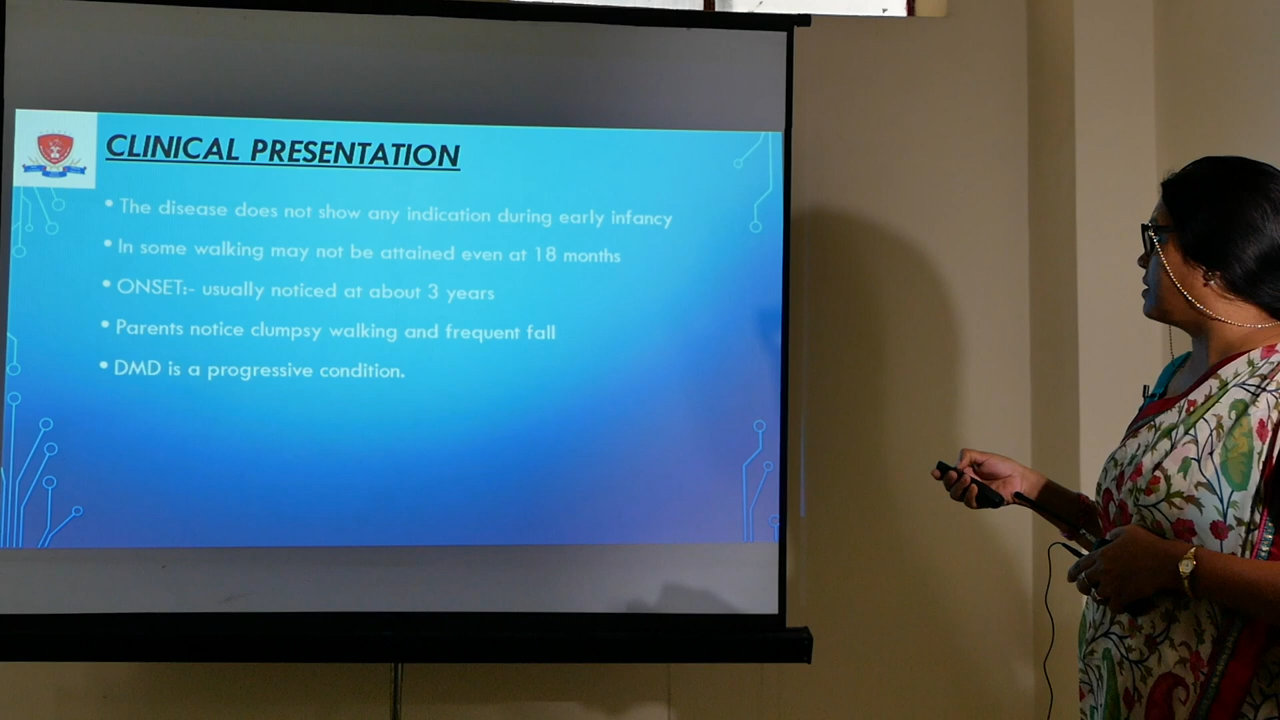 CLINICAL PRESENTATION
• The disease does not show any indication during early infancy
• In some walking may not be attained even at 18 months
• ONSET:- usually noticed at about 3 years
• Parents notice clumpsy walking and frequent fall
• DMD is a progressive condition.